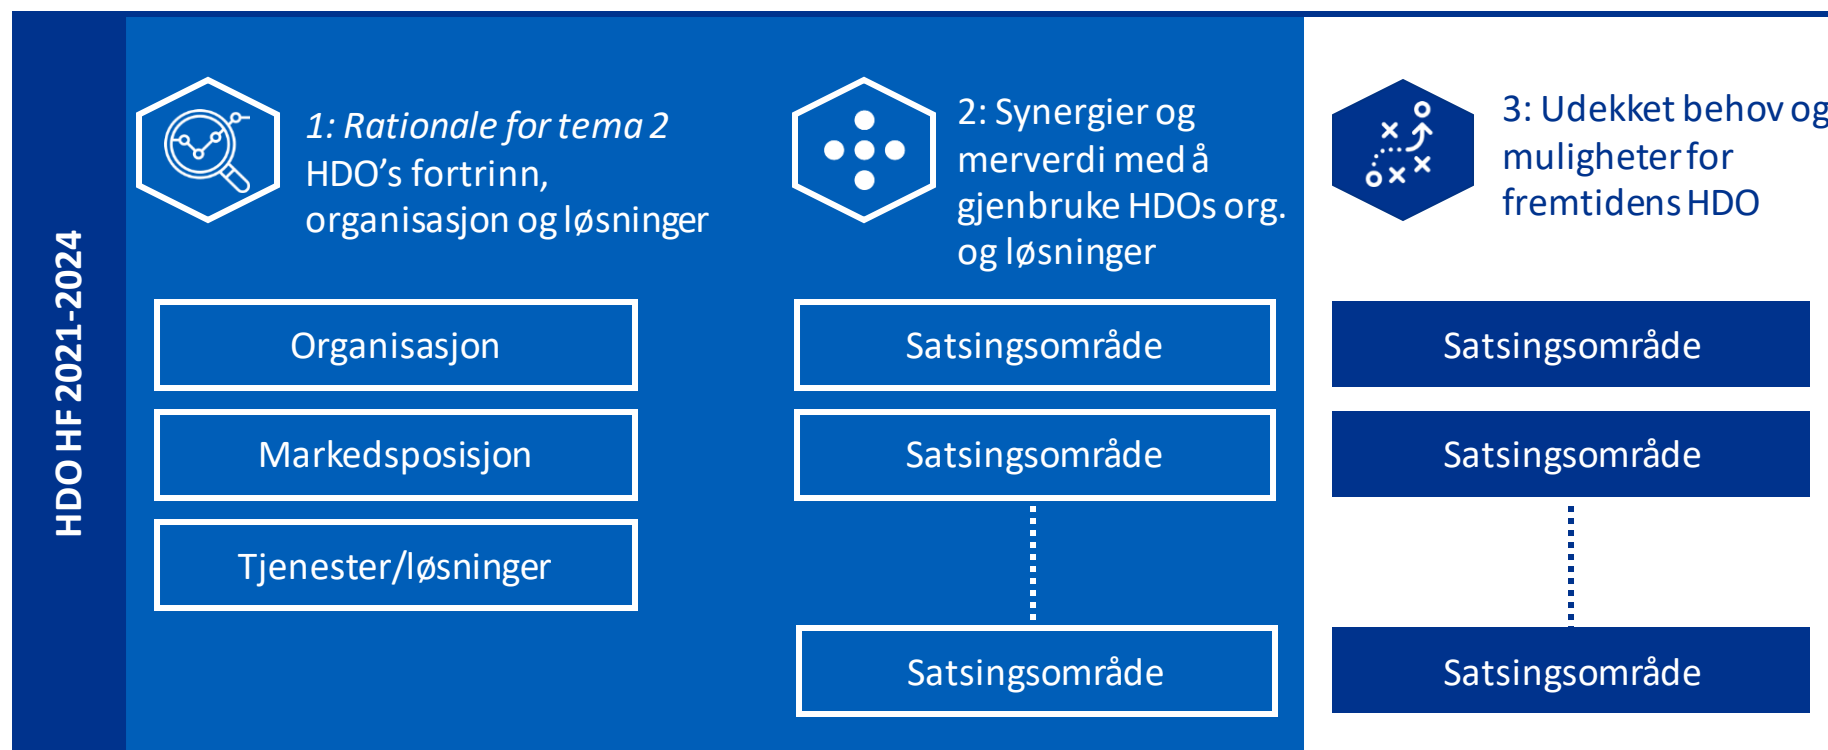 HDO HF 2021-2024
1: Rationale for tema 2
HDO's fortrinn,
organisasjon og løsninger
Organisasjon
Markedsposisjon
Tjenester/løsninger
2: Synergier og
merverdi med å
gjenbruke HDOs org.
og løsninger
Satsingsområde
Satsingsområde
Satsingsområde
3: Udekket behov og
muligheter for
fremtidens HDO
Satsingsområde
Satsingsområde
Satsingsområde